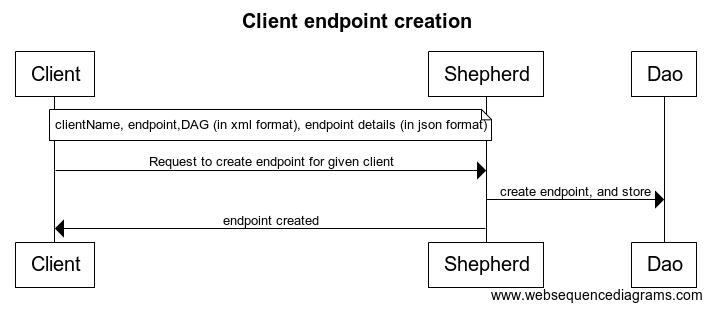 Client endpoint creation
Client
Shepherd
Dao
clientName, endpoint,DAG (in xml format), endpoint details (in json format)
Request to create endpoint for given client
create endpoint, and store
endpoint created
Client
Shepherd
Dao
www.websequencediagrams.com